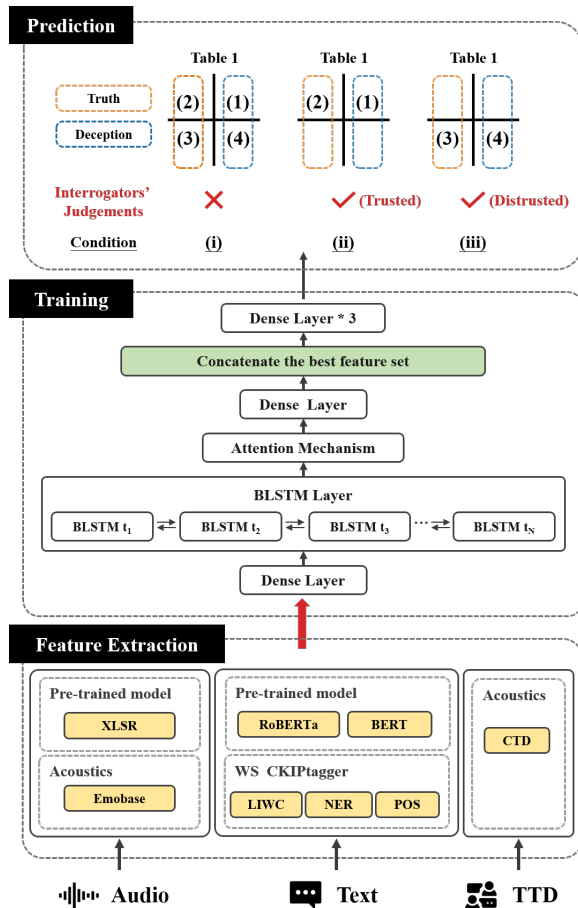 Prediction
Table 1 Table 1 Table 1
Truth
Deception
(2) (1) (2) (1)
(3) (4) (3) (4)
Interrogators'
Judgements
(Trusted) (Distrusted)
Condition (i) (ii) (iii)
Training
Dense Layer * 3
Concatenate the best feature set
Dense Layer
Attention Mechanism
BLSTM Layer
BLSTM t1 BLSTM t2 BLSTM t3 ... BLSTM tN
Dense Layer
Feature Extraction
Pre-trained model
XLSR
Acoustics
Emobase
Pre-trained model
RoBERTa BERT
WS CKIPtagger
LIWC NER POS
Acoustics
CTD
Audio Text TTD